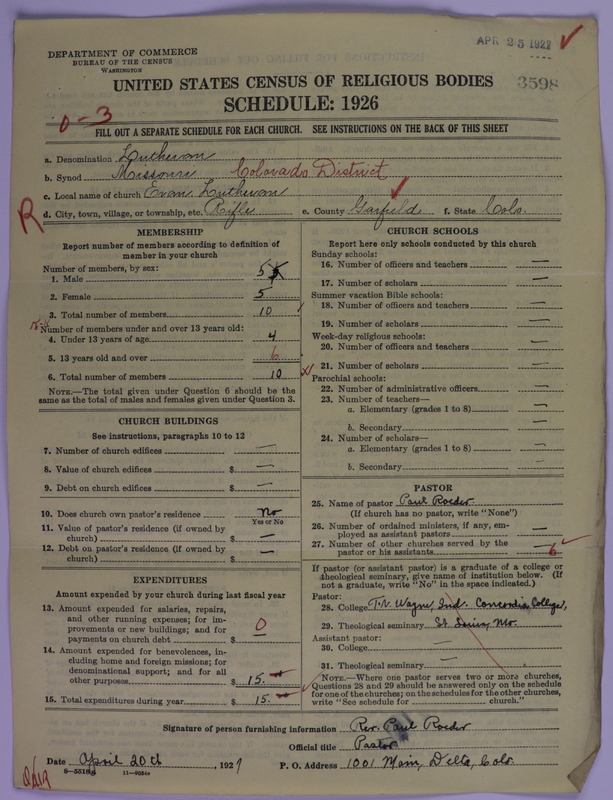 APR 25 1927 ✓
DEPARTMENT OF COMMERCE
BUREAU OF THE CENSUS
WASHINGTON
UNITED STATES CENSUS OF RELIGIOUS BODIES
3598
SCHEDULE: 1926
0-3
FILL OUT A SEPARATE SCHEDULE FOR EACH CHURCH. SEE INSTRUCTIONS ON THE BACK OF THIS SHEET
a. Denomination Lutheran
b. Synod Missouri Colorado District
c. Local name of church Evan. Lutheran
R d. City, town, village, or township, etc. Rifle e. County Garfield f. State Colo.
MEMBERSHIP
Report number of members according to definition of
member in your church
Number of members, by sex:
1. Male 5
2. Female 5
3. Total number of members 10
Number of members under and over 13 years old:
4. Under 13 years of age 4
5. 13 years old and over 6
6. Total number of members 10
NOTE.—The total given under Question 6 should be the
same as the total of males and females given under Question 3.
CHURCH BUILDINGS
See instructions, paragraphs 10 to 12
7. Number of church edifices —
8. Value of church edifices $ —
9. Debt on church edifices $ —
10. Does church own pastor's residence? No
Yes or No
11. Value of pastor's residence (if owned by
church) $ —
12. Debt on pastor's residence (if owned by
church) $ —
EXPENDITURES
Amount expended by your church during last fiscal year
13. Amount expended for salaries, repairs,
and other running expenses; for im-
provements or new buildings; and for
payments on church debt $ 0
14. Amount expended for benevolences, in-
cluding home and foreign missions; for
denominational support; and for all
other purposes $ 15.
15. Total expenditures during year $ 15.
CHURCH SCHOOLS
Report here only schools conducted by this church
Sunday schools:
16. Number of officers and teachers —
17. Number of scholars —
Summer vacation Bible schools:
18. Number of officers and teachers —
19. Number of scholars —
Week-day religious schools:
20. Number of officers and teachers —
21. Number of scholars —
Parochial schools:
22. Number of administrative officers —
23. Number of teachers—
a. Elementary (grades 1 to 8) —
b. Secondary —
24. Number of scholars—
a. Elementary (grades 1 to 8) —
b. Secondary —
PASTOR
25. Name of pastor Paul Roeder
(If church has no pastor, write "None")
26. Number of ordained ministers, if any, em-
ployed as assistant pastors —
27. Number of other churches served by the
pastor or his assistants 6 ✓
If pastor (or assistant pastor) is a graduate of a college or
theological seminary, give name of institution below. (If
not a graduate, write "No" in the space indicated.)
Pastor:
28. College Ft. Wayne, Ind. Concordia College,
29. Theological seminary St. Louis, Mo.
Assistant pastor:
30. College
31. Theological seminary —
NOTE.—Where one pastor serves two or more churches,
Questions 28 and 29 should be answered only on the schedule
for one of the churches; on the schedules for the other churches,
write "See schedule for church."
Signature of person furnishing information Rev. Paul Roeder
Official title Pastor
Date April 20th, 1927 P. O. Address 1001 Main, Delta, Colo.
11—9034